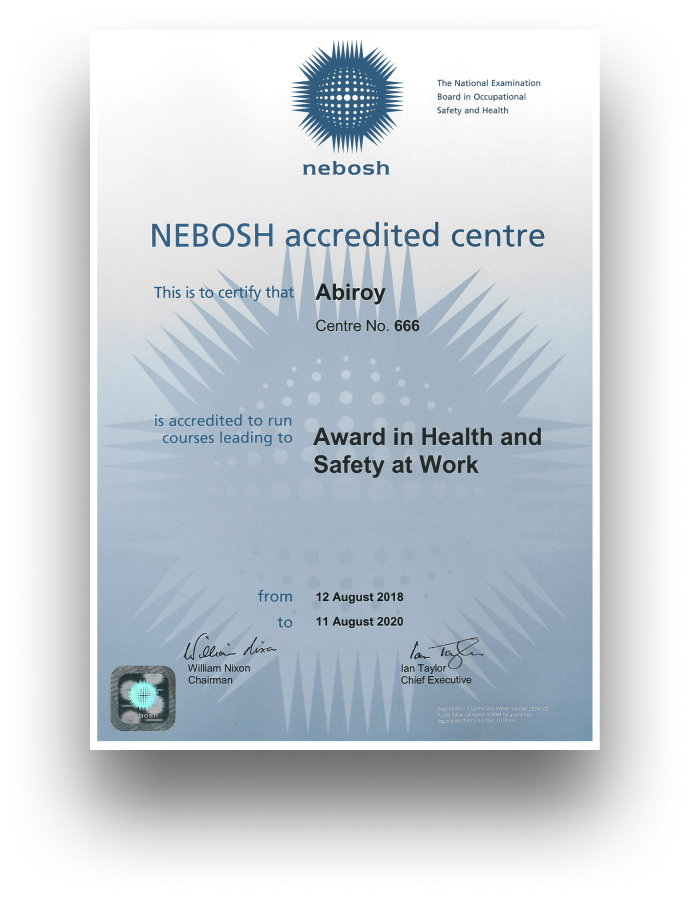 The National Examination
Board in Occupational
Safety and Health
nebosh
NEBOSH accredited centre
This is to certify that Abiroy
Centre No. 666
is accredited to run
courses leading to
Award in Health and
Safety at Work
from 12 August 2018
to 11 August 2020
William Nixon
Ian Taylor
William Nixon
Chairman
Ian Taylor
Chief Executive
nebosh